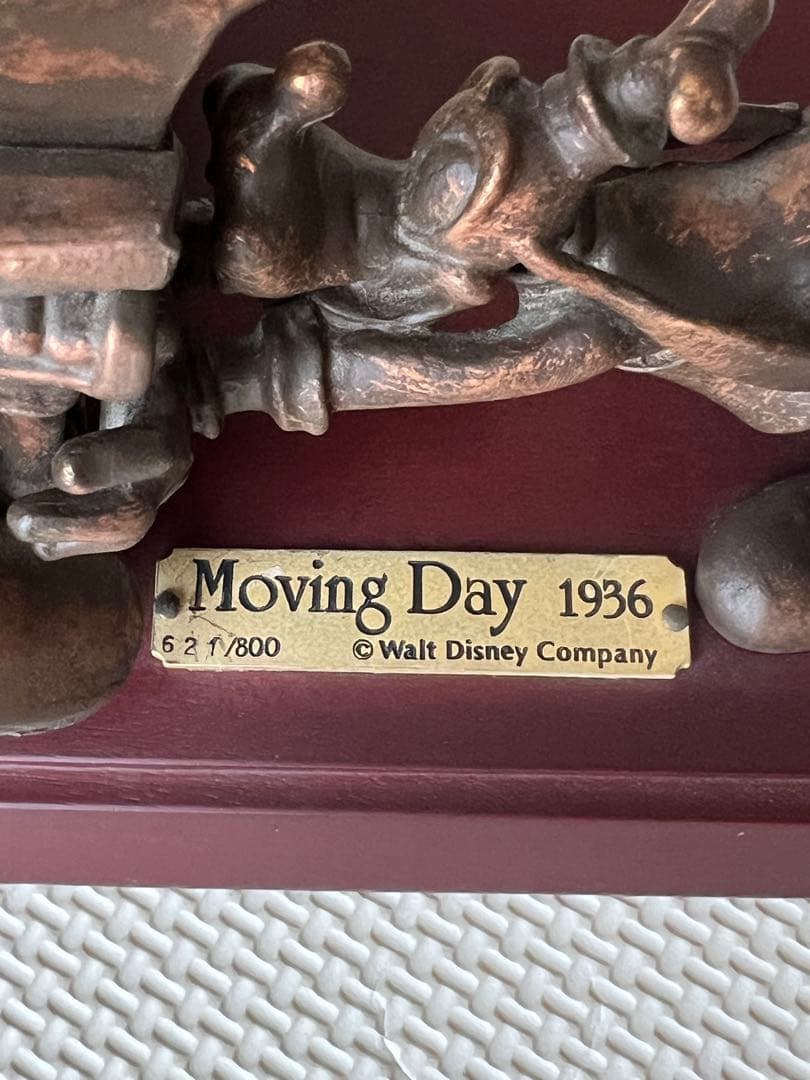 Moving Day 1936
621/800 © Walt Disney Company